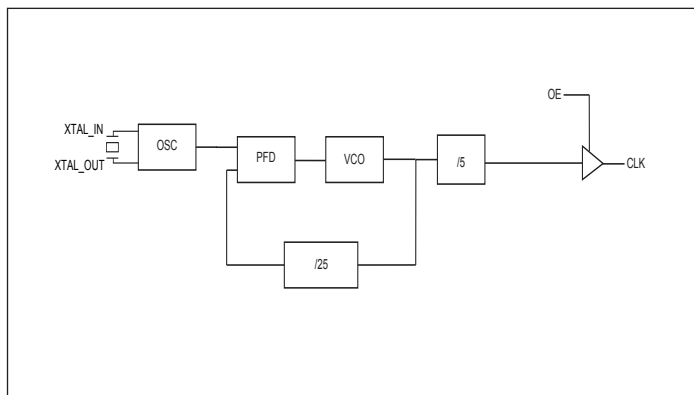 OE
XTAL_IN
OSC
XTAL_OUT
PFD
VCO
/5
CLK
/25